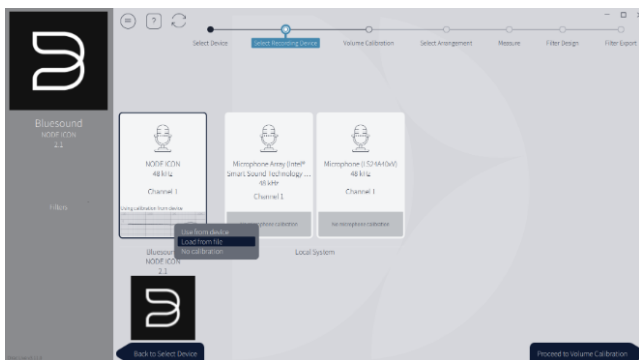 ?
Select Device
Select Recording Device
Volume Calibration
Select Arrangement
Measure
Filter Design
Filter Export
Bluesound
NODE ICON
2.1
Filters
NODE ICON
48 kHz
Channel 1
Using calibration from device
Microphone Array (Intel®
Smart Sound Technology ...
48 kHz
Channel 1
No microphone calibration
48 kHz
Channel 1
No microphone calibration
Use from device
Load from file
No calibration
NODE ICON
2.1
Local System
Back to Select Device
Proceed to Volume Calibration